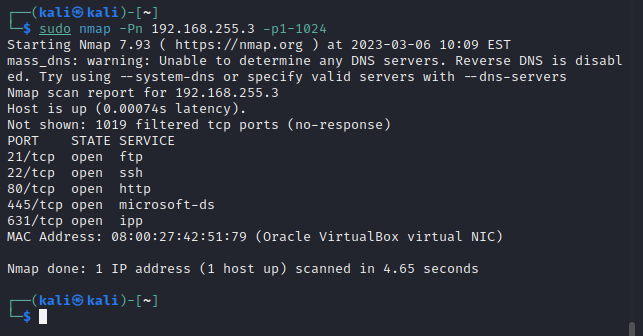 ┌──(kali㉿kali)-[~]
└─$ sudo nmap -Pn 192.168.255.3 -p1-1024
Starting Nmap 7.93 ( https://nmap.org ) at 2023-03-06 10:09 EST
mass_dns: warning: Unable to determine any DNS servers. Reverse DNS is disabl
ed. Try using --system-dns or specify valid servers with --dns-servers
Nmap scan report for 192.168.255.3
Host is up (0.00074s latency).
Not shown: 1019 filtered tcp ports (no-response)
PORT    STATE SERVICE
21/tcp  open  ftp
22/tcp  open  ssh
80/tcp  open  http
445/tcp open  microsoft-ds
631/tcp open  ipp
MAC Address: 08:00:27:42:51:79 (Oracle VirtualBox virtual NIC)

Nmap done: 1 IP address (1 host up) scanned in 4.65 seconds

┌──(kali㉿kali)-[~]
└─$